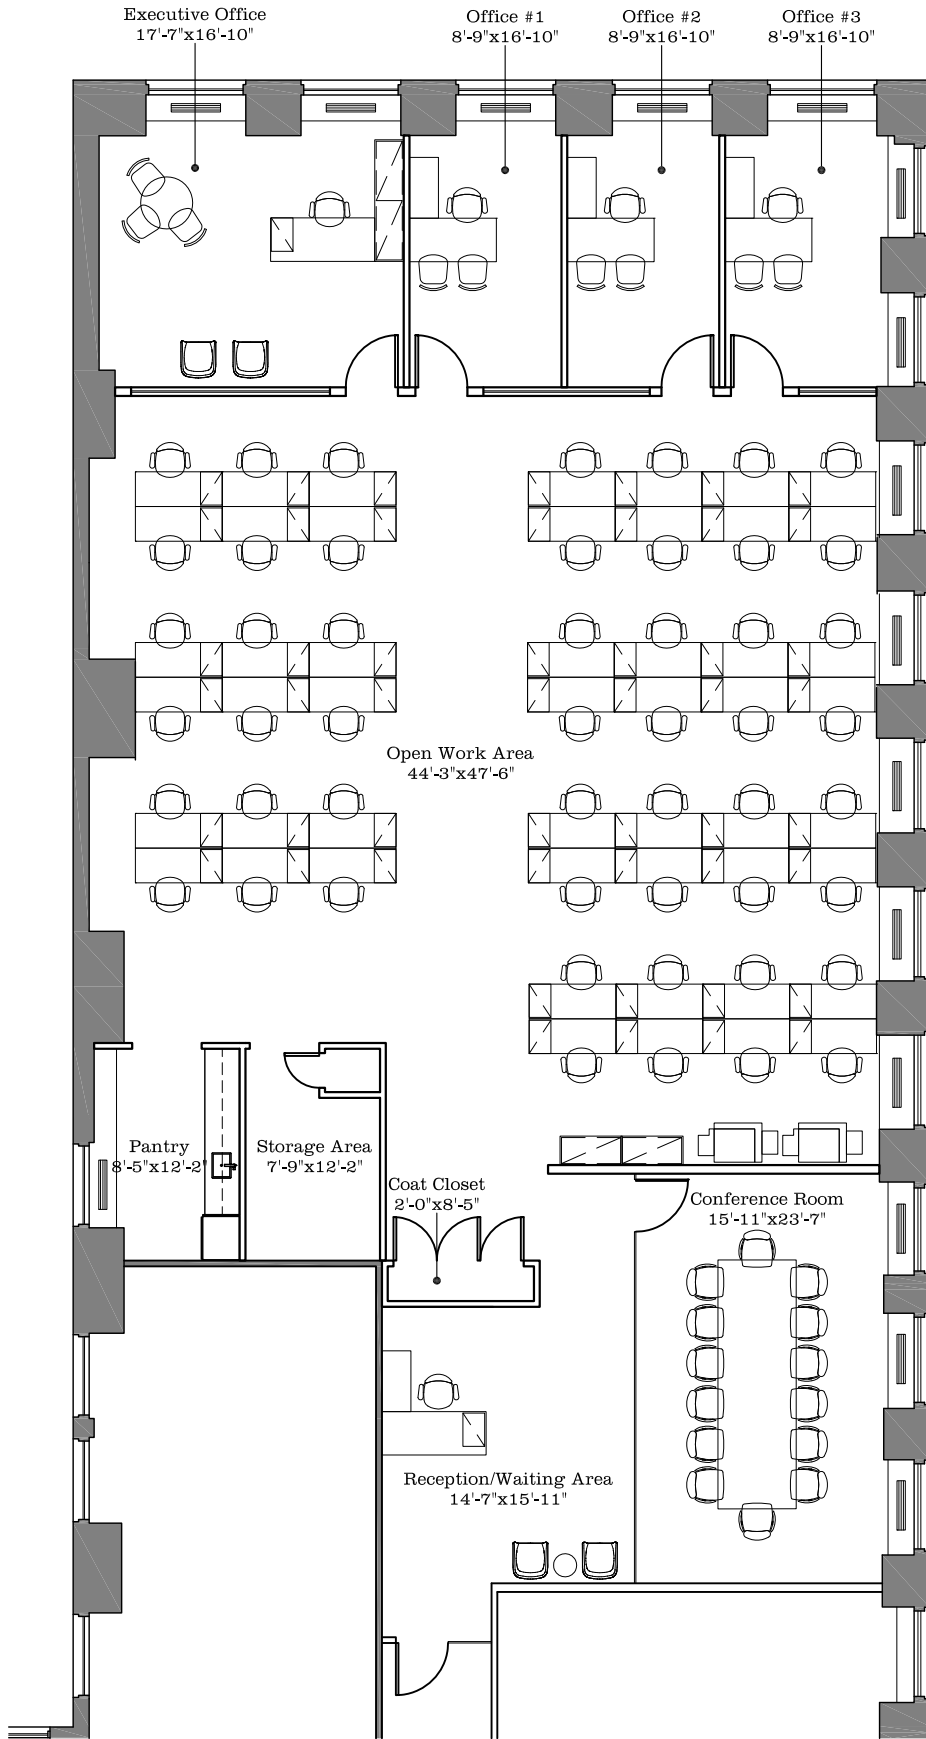 Executive Office
17'-7"x16'-10"
Office #1
8'-9"x16'-10"
Office #2
8'-9"x16'-10"
Office #3
8'-9"x16'-10"
Open Work Area
44'-3"x47'-6"
Pantry
8'-5"x12'-2"
Storage Area
7'-9"x12'-2"
Coat Closet
2'-0"x8'-5"
Conference Room
15'-11"x23'-7"
Reception/Waiting Area
14'-7"x15'-11"